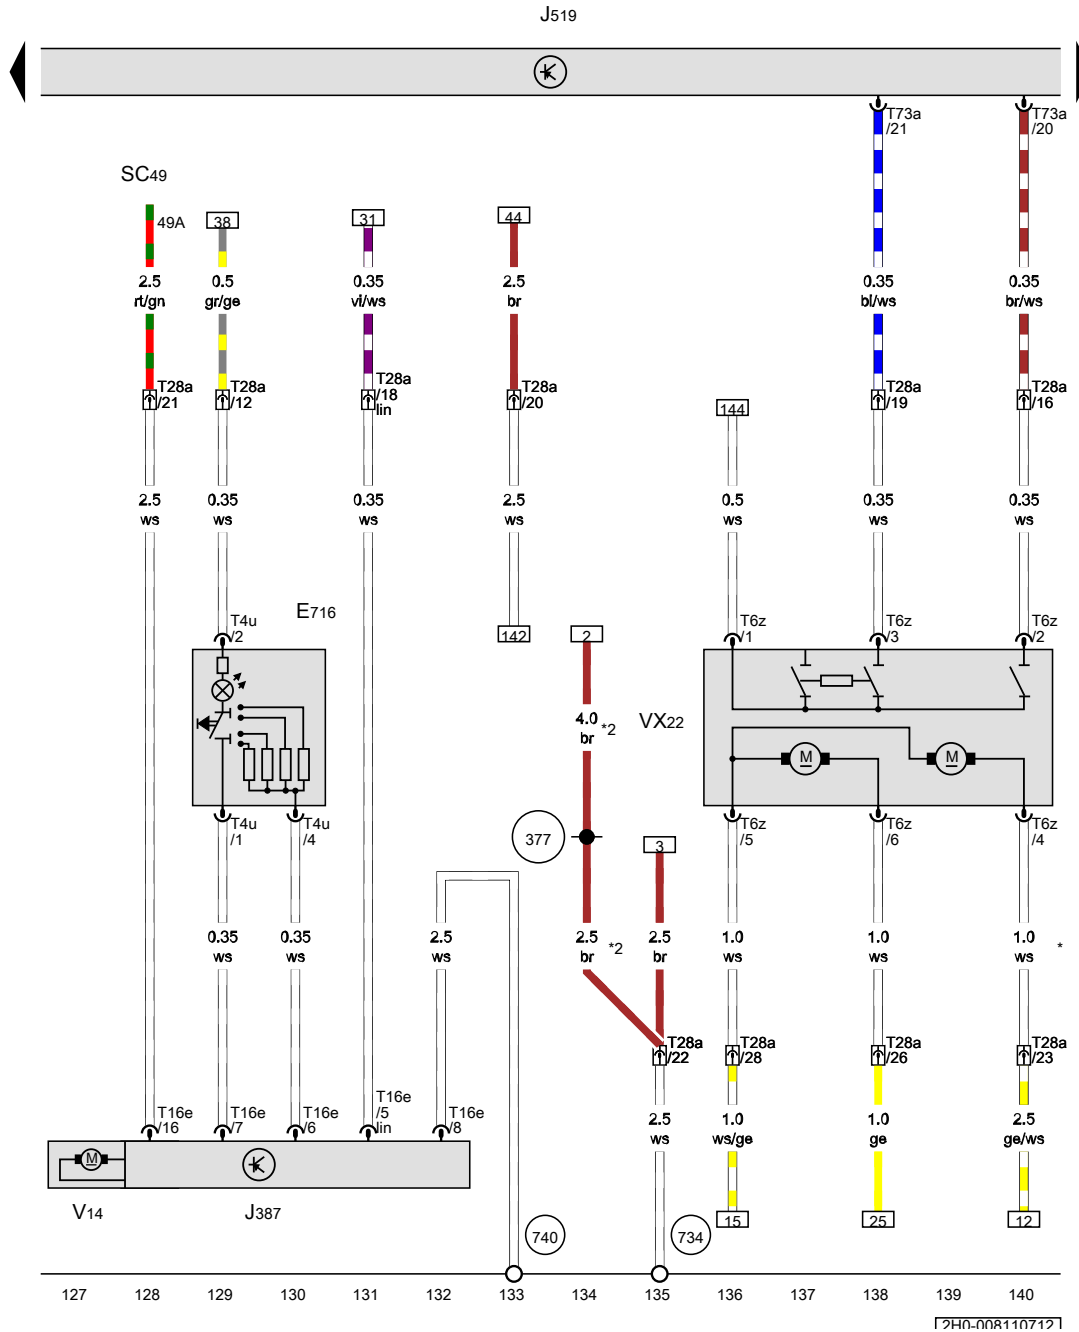 J519
T73a
/21
T73a
/20
SC49
49A
38
31
44
2.5
rt/gn
0.5
gr/ge
0.35
vi/ws
2.5
br
0.35
bl/ws
0.35
br/ws
T28a
/21
T28a
/12
T28a
/18
lin
T28a
/20
T28a
/19
T28a
/16
144
2.5
ws
0.35
ws
0.35
ws
2.5
ws
0.5
ws
0.35
ws
0.35
ws
E716
T4u
/2
142
2
T6z
/1
T6z
/3
T6z
/2
4.0
br
*2
VX22
M
M
T4u
/1
T4u
/4
377
3
T6z
/5
T6z
/6
T6z
/4
0.35
ws
0.35
ws
2.5
ws
2.5
br
*2
2.5
br
1.0
ws
1.0
ws
1.0
ws
*
T28a
/22
T28a
/28
T28a
/26
T28a
/23
T16e
/16
T16e
/7
T16e
/6
T16e
/5
lin
T16e
/8
2.5
ws
1.0
ws/ge
1.0
ge
2.5
ge/ws
M
V14
J387
740
734
15
25
12
127 128 129 130 131 132 133 134 135 136 137 138 139 140
2H0-008110712